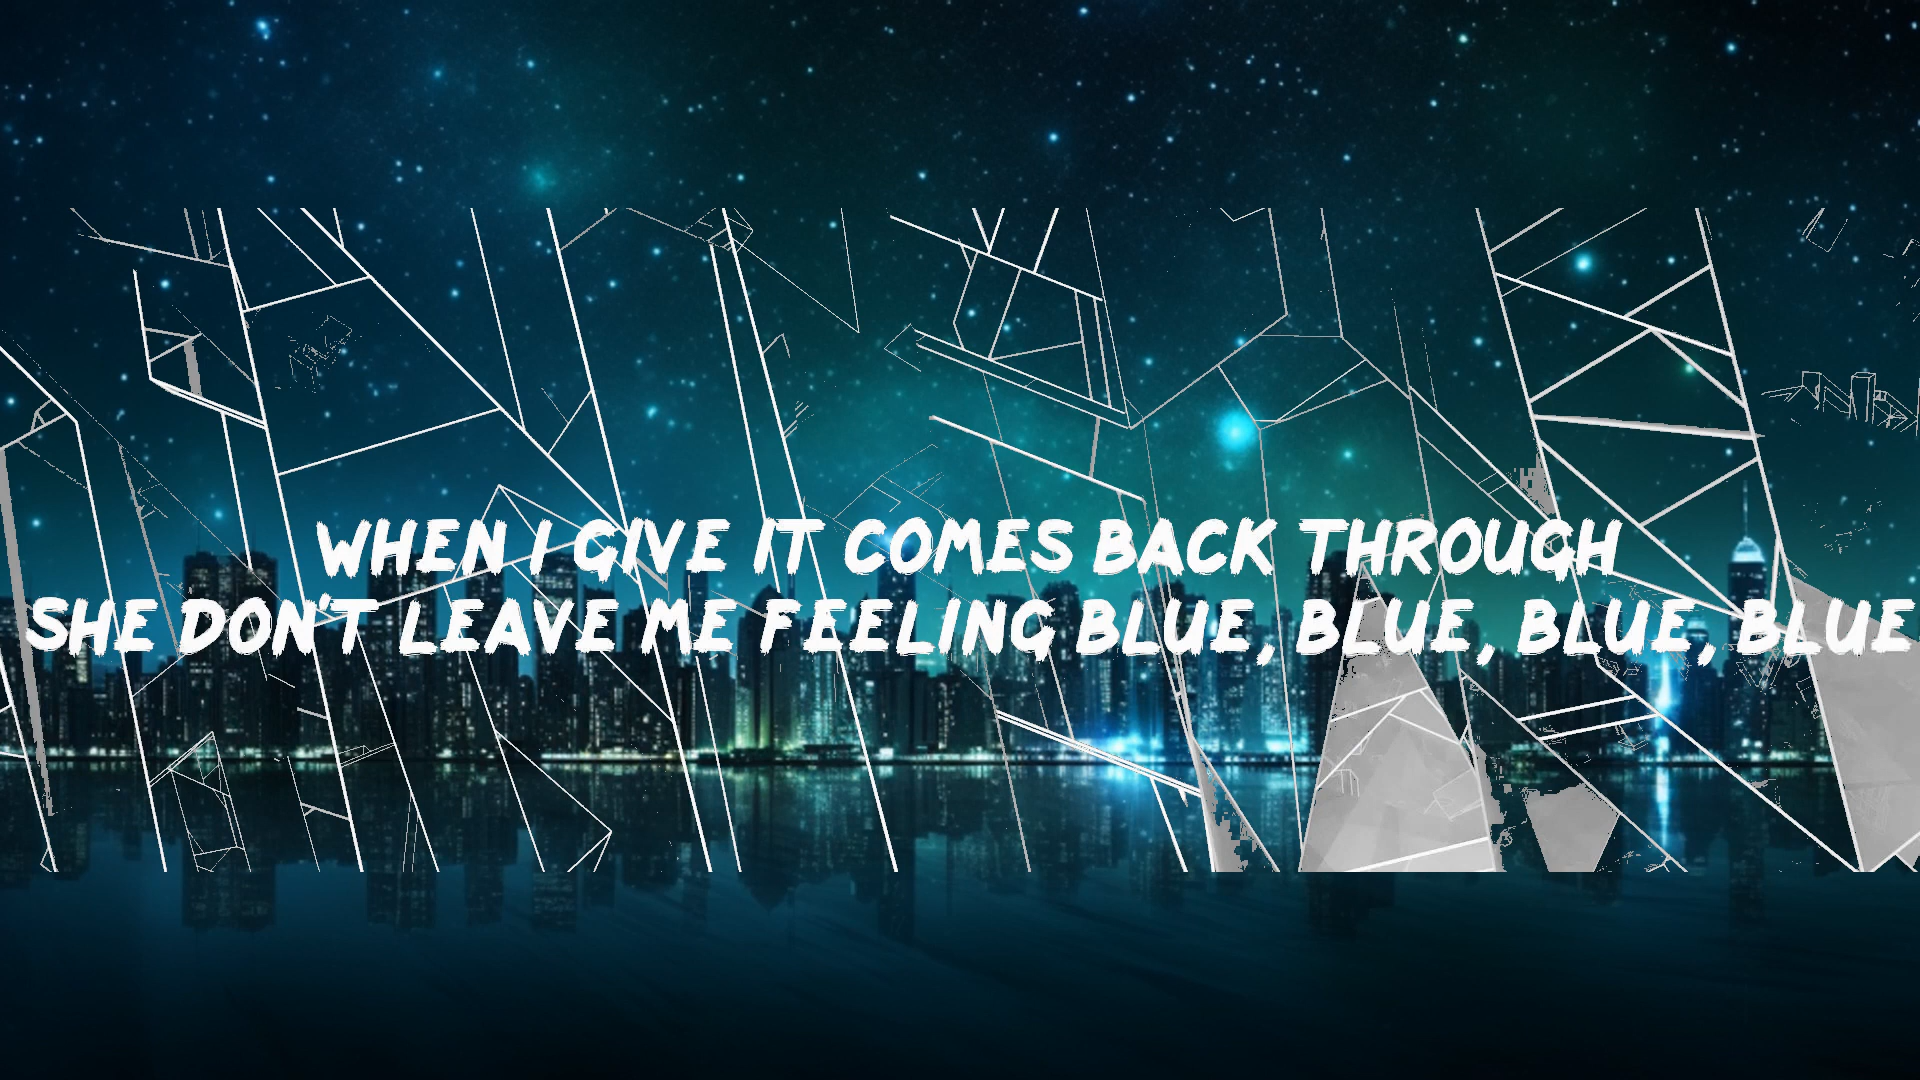 WHEN I GIVE IT COMES BACK THROUGH
SHE DON'T LEAVE ME FEELING BLUE, BLUE, BLUE, BLUE